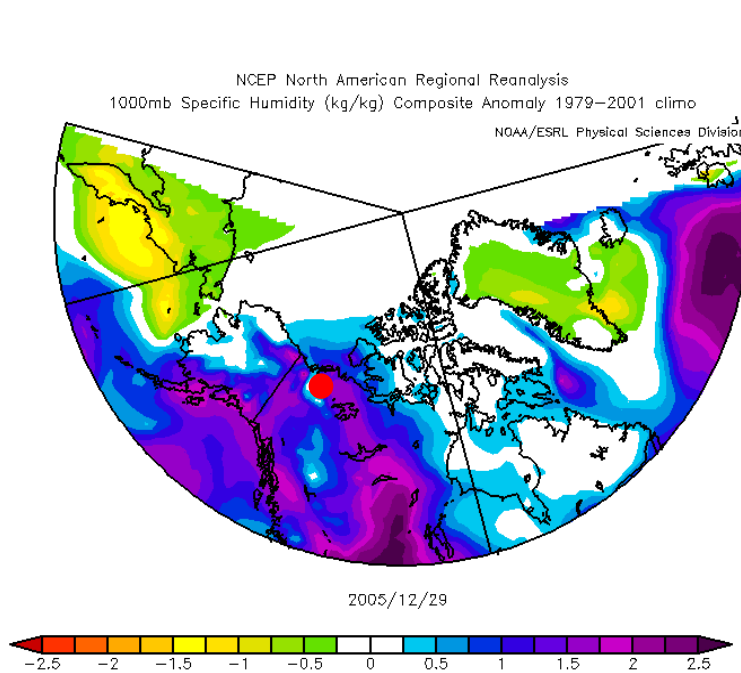 NCEP North American Regional Reanalysis
1000mb Specific Humidity (kg/kg) Composite Anomaly 1979−2001 climo
NOAA/ESRL Physical Sciences Division
2005/12/29
−2.5 −2 −1.5 −1 −0.5 0 0.5 1 1.5 2 2.5